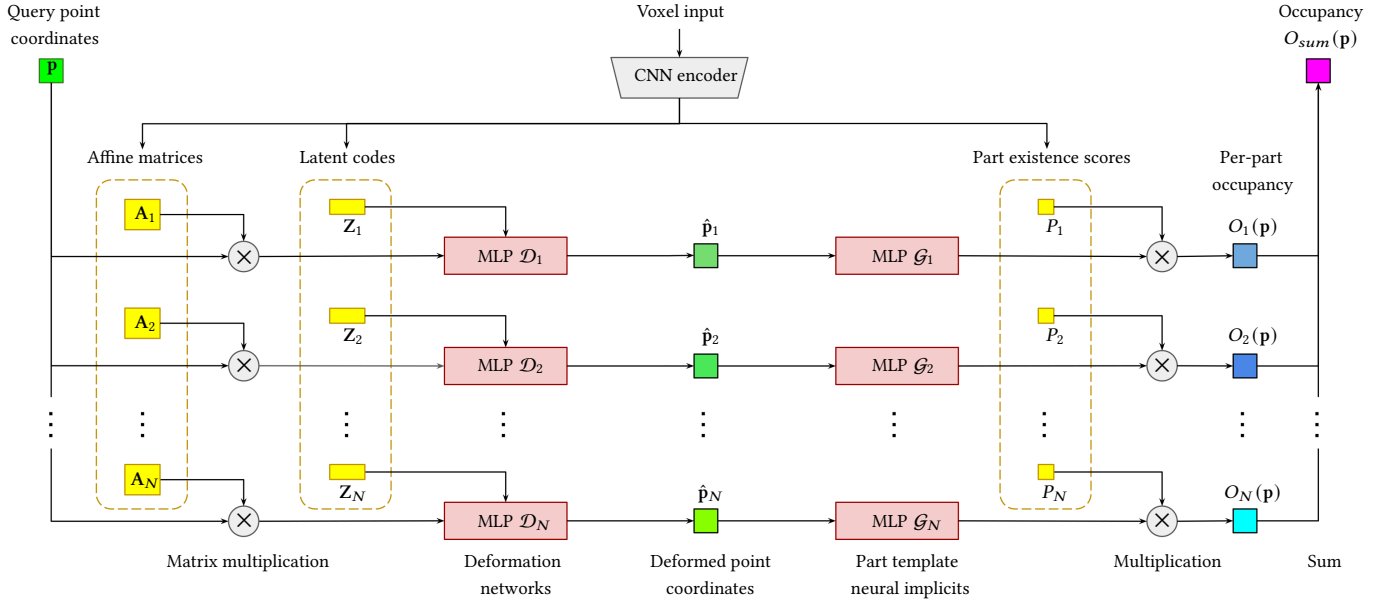 Query point
coordinates
p
Voxel input
CNN encoder
Occupancy
O_sum(p)
Affine matrices
Latent codes
Part existence scores
Per-part
occupancy
A_1
Z_1
MLP 𝒟_1
p̂_1
MLP 𝒢_1
P_1
O_1(p)
A_2
Z_2
MLP 𝒟_2
p̂_2
MLP 𝒢_2
P_2
O_2(p)
A_N
Z_N
MLP 𝒟_N
p̂_N
MLP 𝒢_N
P_N
O_N(p)
Matrix multiplication
Deformation
networks
Deformed point
coordinates
Part template
neural implicits
Multiplication
Sum